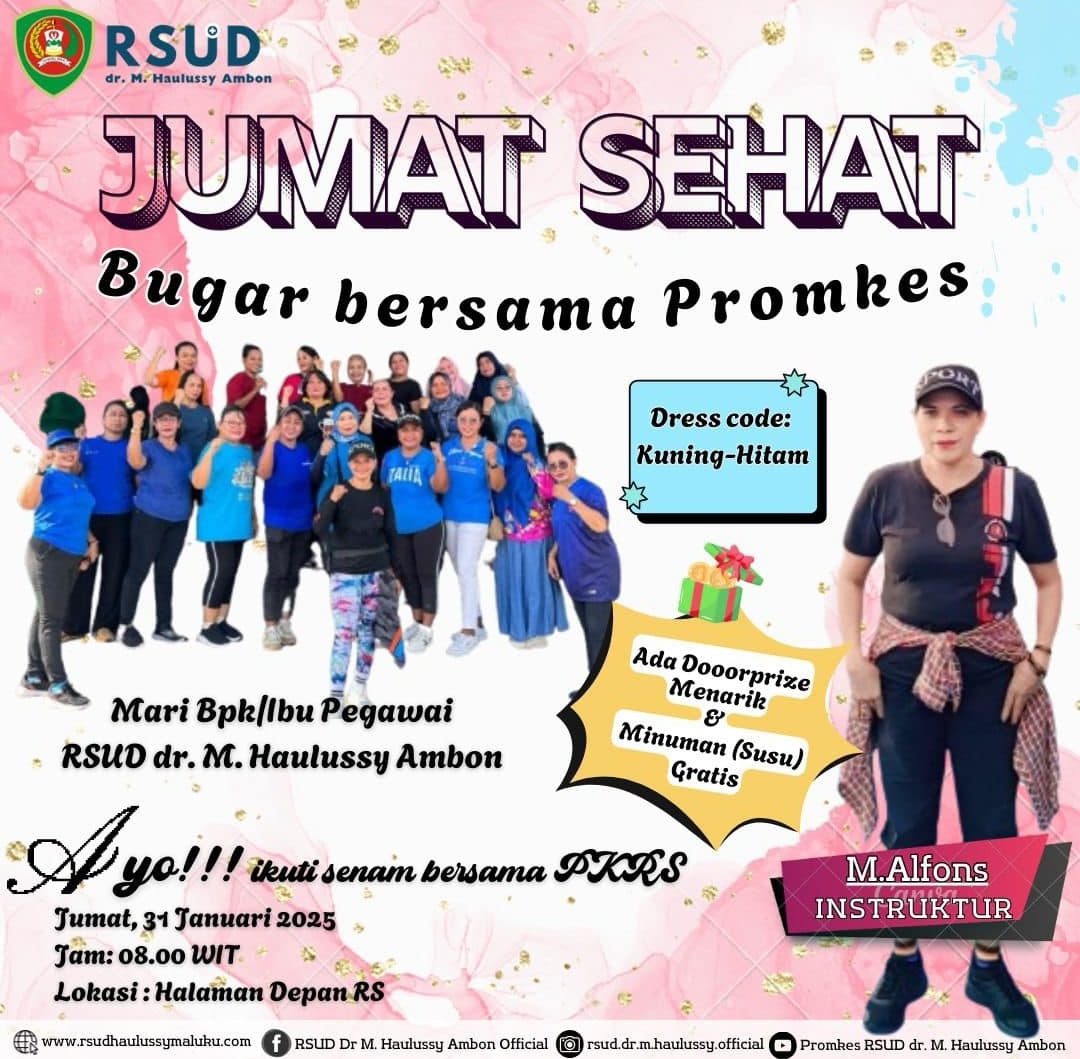 RSUD
dr. M. Haulussy Ambon
JUMAT SEHAT
Bugar bersama Promkes
SPORT
Dress code:
Kuning-Hitam
ITALIA
Ada Dooorprize
Menarik
&
Minuman (Susu)
Gratis
Mari Bpk/Ibu Pegawai
RSUD dr. M. Haulussy Ambon
Ayo!!! ikuti senam bersama PKRS
Jumat, 31 Januari 2025
Jam: 08.00 WIT
Lokasi : Halaman Depan RS
M.Alfons
Canva
INSTRUKTUR
www.rsudhaulussymaluku.com RSUD Dr M. Haulussy Ambon Official rsud.dr.m.haulussy.official Promkes RSUD dr. M. Haulussy Ambon